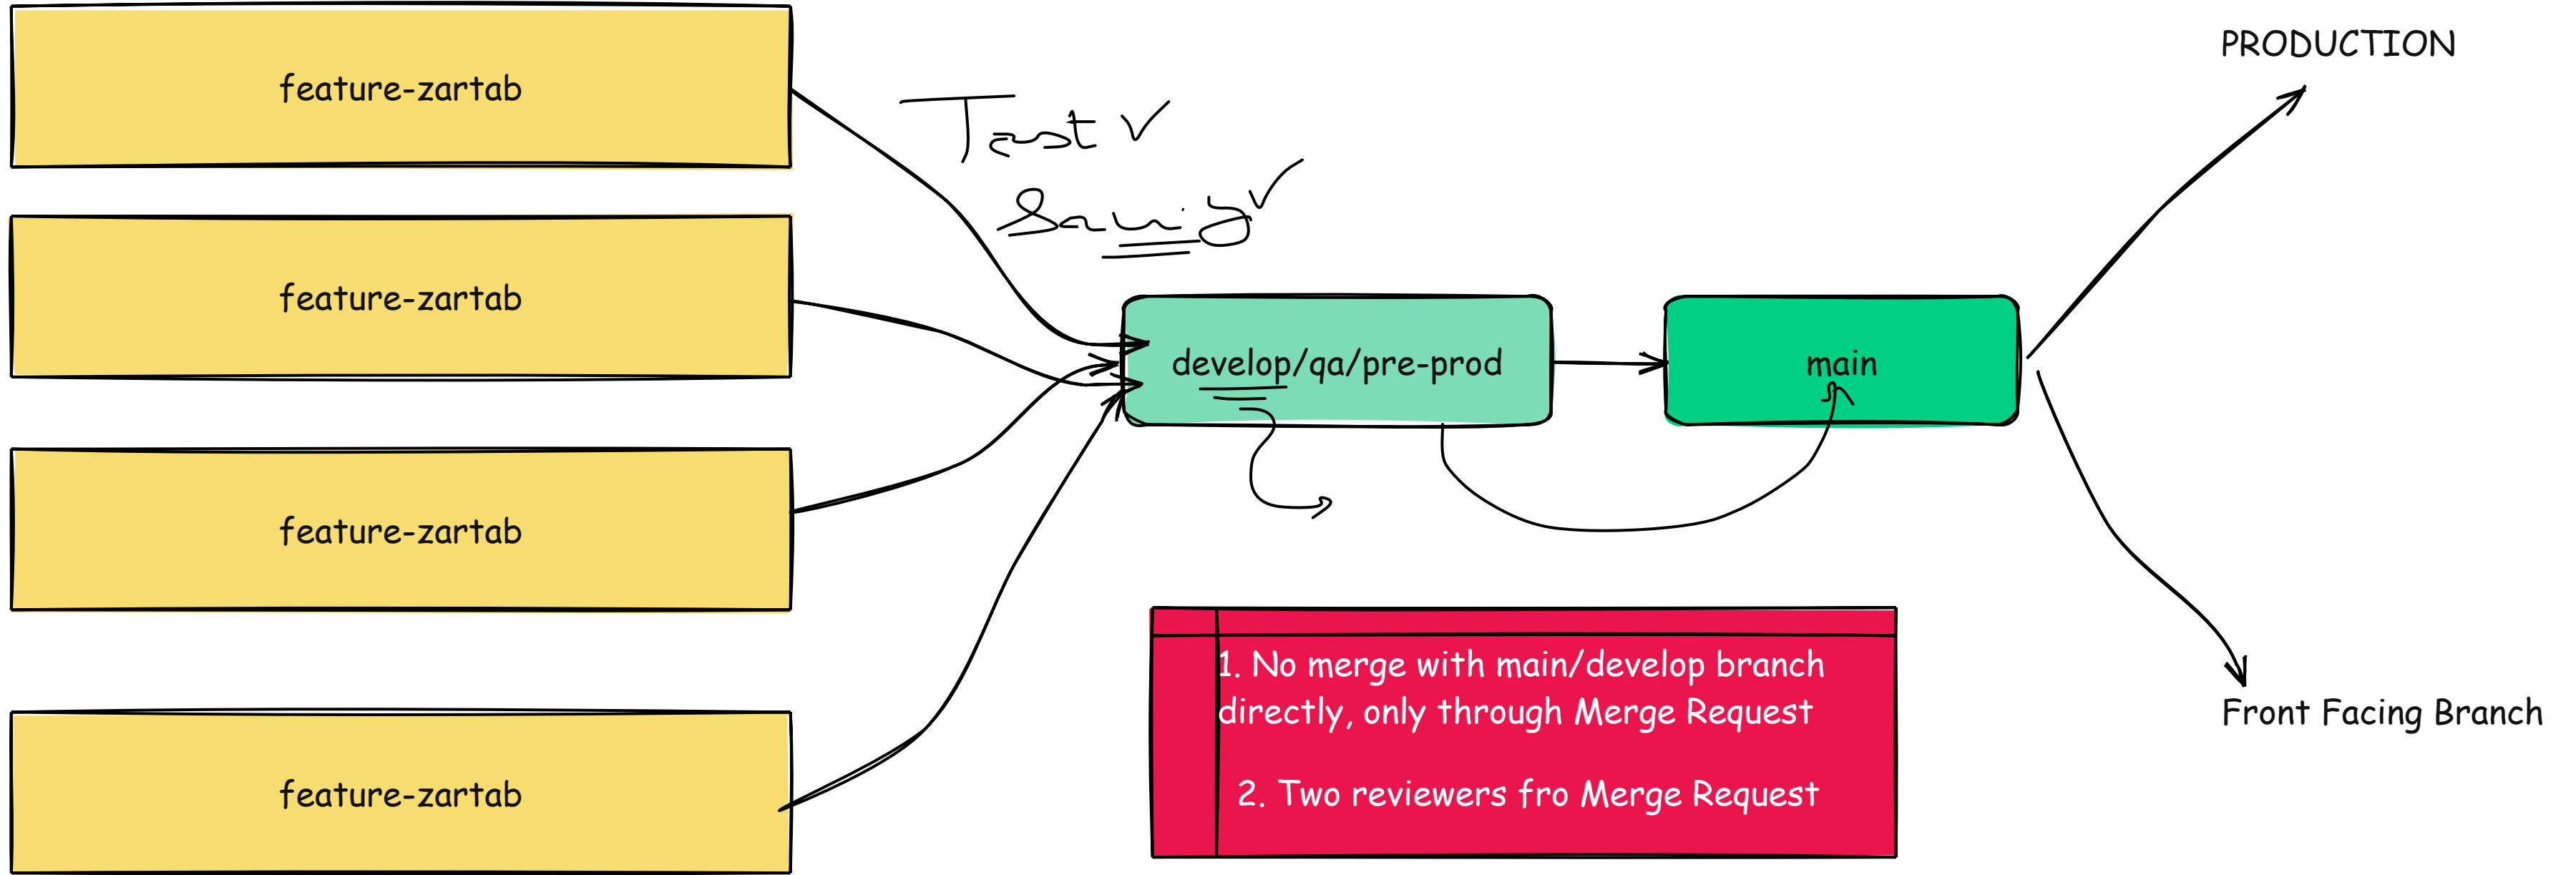 feature-zartab
feature-zartab
feature-zartab
feature-zartab
Test ✓
develop/qa/pre-prod
main
PRODUCTION
Front Facing Branch
1. No merge with main/develop branch
directly, only through Merge Request
2. Two reviewers fro Merge Request